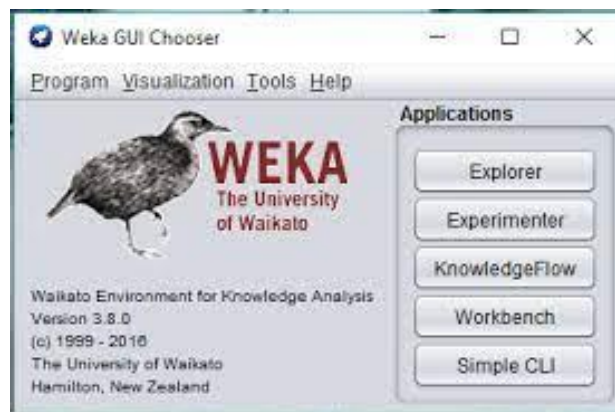 Weka GUI Chooser
Program Visualization Tools Help
WEKA
The University
of Waikato
Waikato Environment for Knowledge Analysis
Version 3.8.0
(c) 1999 - 2016
The University of Waikato
Hamilton, New Zealand
Applications
Explorer
Experimenter
KnowledgeFlow
Workbench
Simple CLI